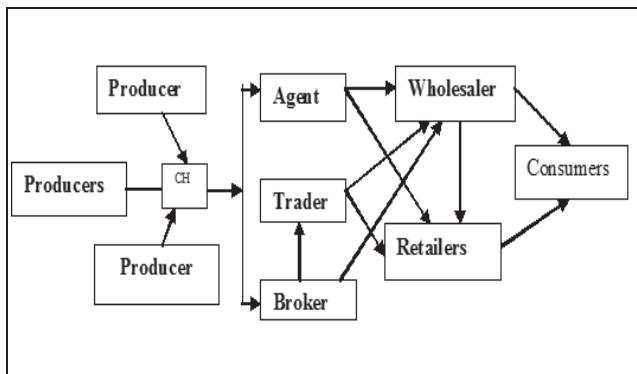 Producer
Producers
CH
Producer
Agent
Trader
Broker
Wholesaler
Retailers
Consumers